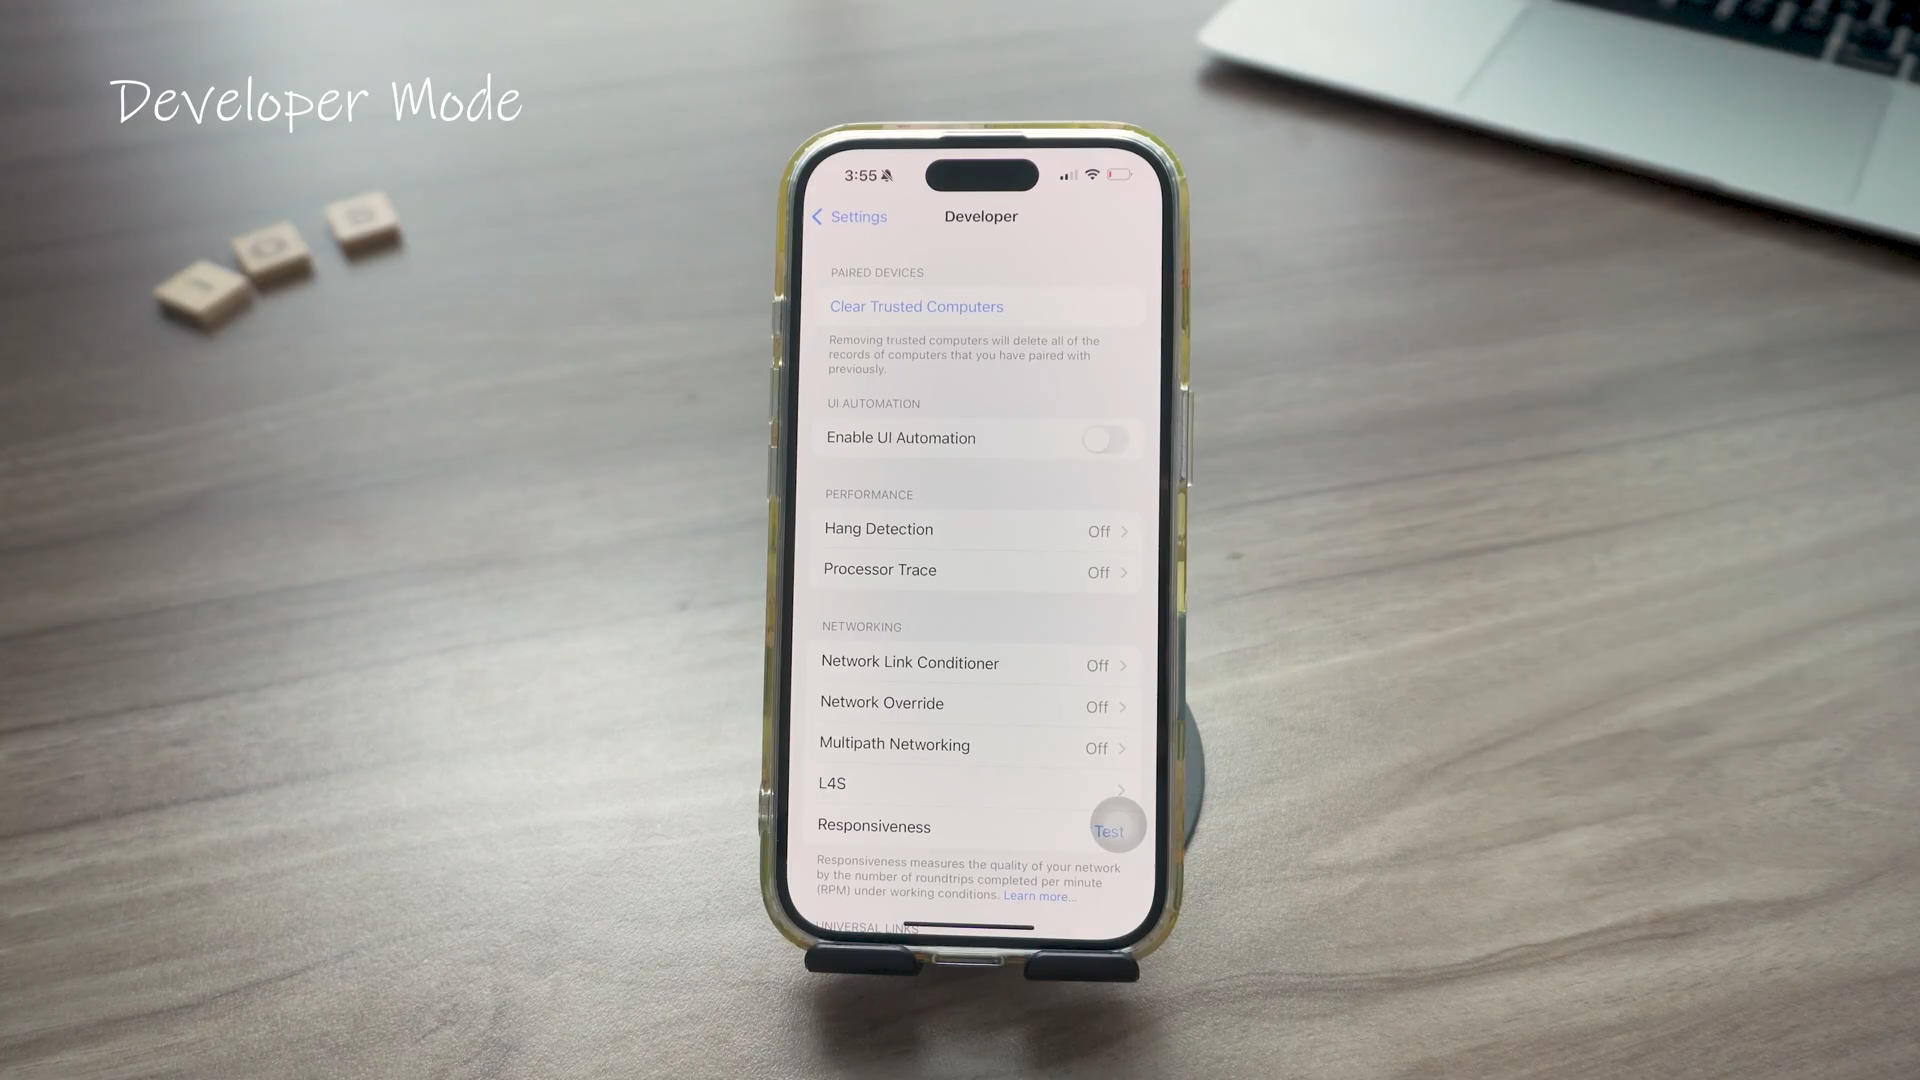 Developer Mode
3:55
Settings
Developer
PAIRED DEVICES
Clear Trusted Computers
Removing trusted computers will delete all of the
records of computers that you have paired with
previously.
UI AUTOMATION
Enable UI Automation
PERFORMANCE
Hang Detection Off
Processor Trace Off
NETWORKING
Network Link Conditioner Off
Network Override Off
Multipath Networking Off
L4S
Responsiveness Test
Responsiveness measures the quality of your network
by the number of roundtrips completed per minute
(RPM) under working conditions. Learn more...
UNIVERSAL LINKS